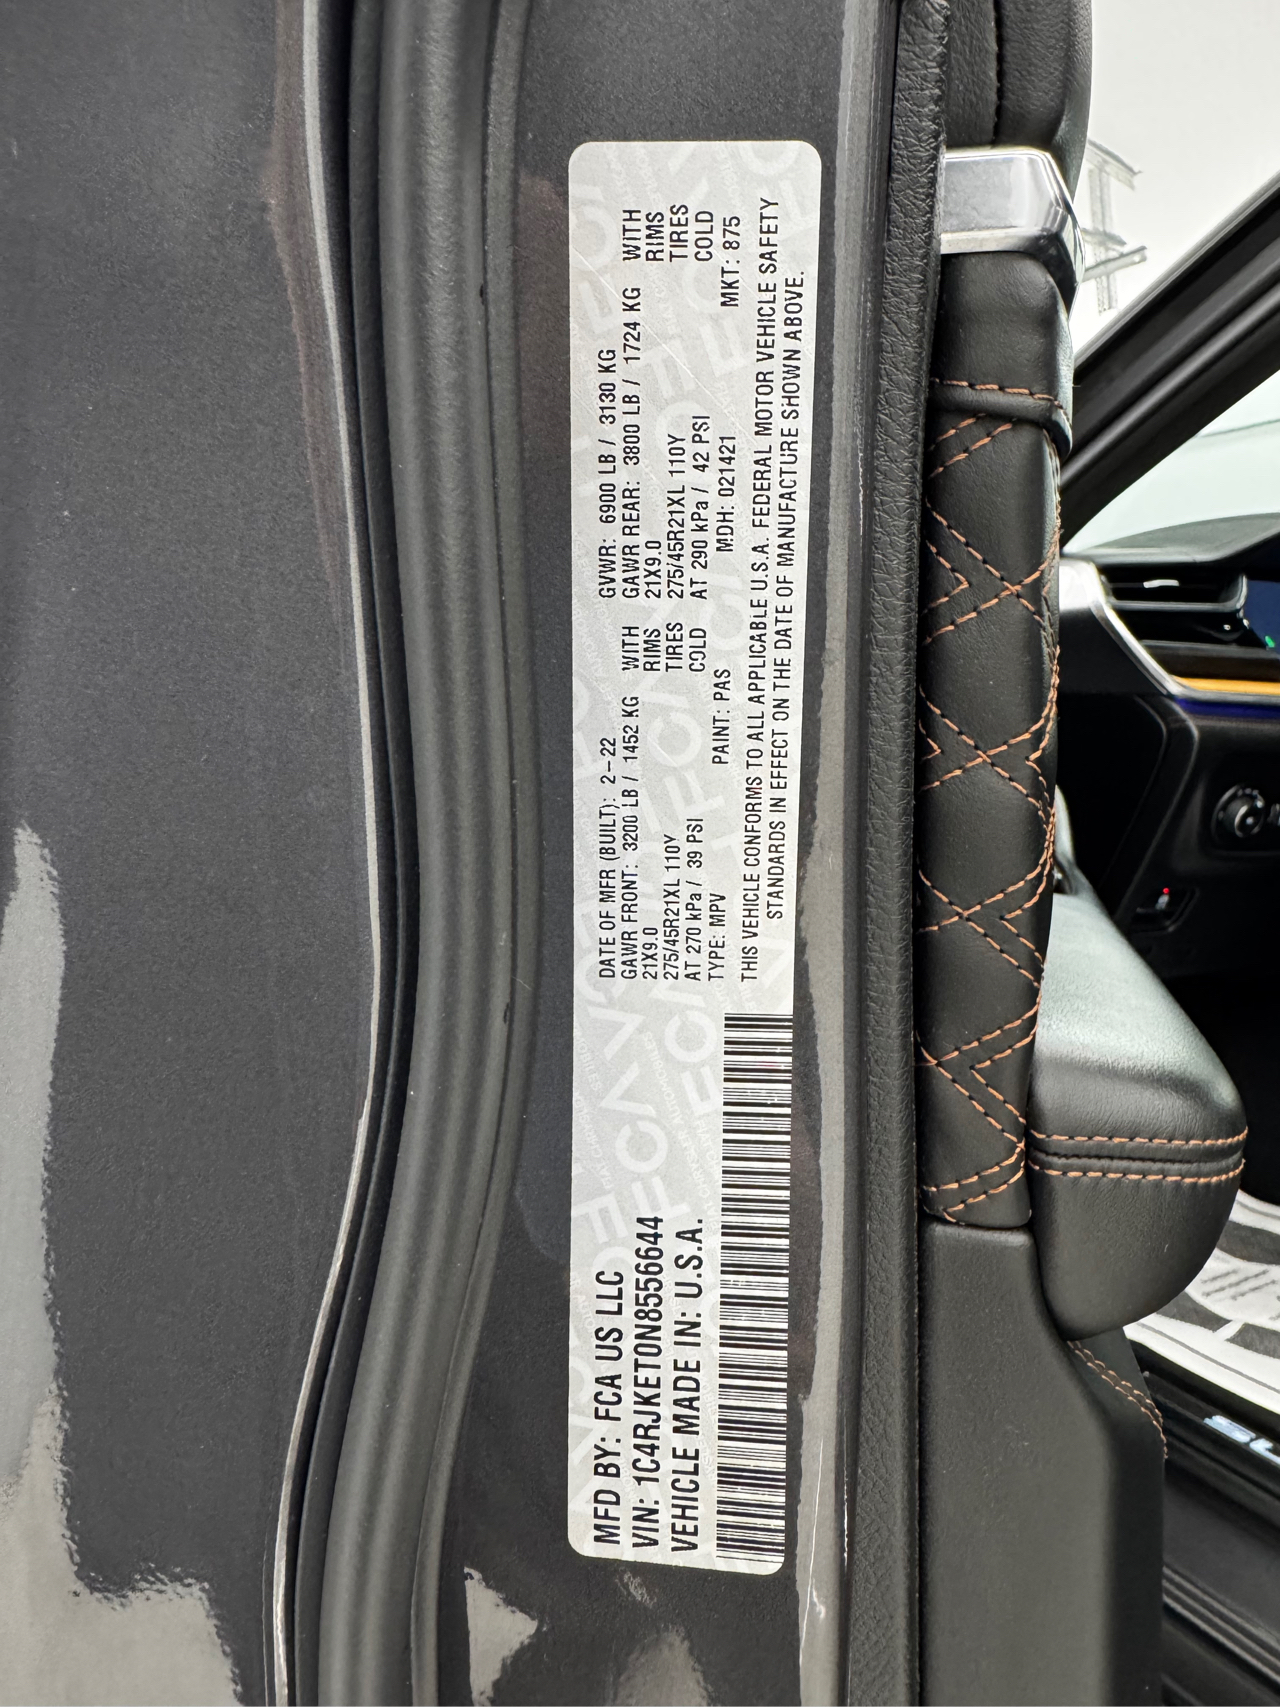 MFD BY: FCA US LLC
VIN: 1C4RJKET0N8556644
VEHICLE MADE IN: U.S.A.
DATE OF MFR (BUILT): 2-22 GVWR: 6900 LB / 3130 KG
GAWR FRONT: 3200 LB / 1452 KG WITH GAWR REAR: 3800 LB / 1724 KG WITH
21X9.0 RIMS 21X9.0 RIMS
275/45R21XL 110Y TIRES 275/45R21XL 110Y TIRES
AT 270 kPa / 39 PSI COLD AT 290 kPa / 42 PSI COLD
TYPE: MPV PAINT: PAS MDH: 021421 MKT: 875
THIS VEHICLE CONFORMS TO ALL APPLICABLE U.S.A. FEDERAL MOTOR VEHICLE SAFETY
STANDARDS IN EFFECT ON THE DATE OF MANUFACTURE SHOWN ABOVE.